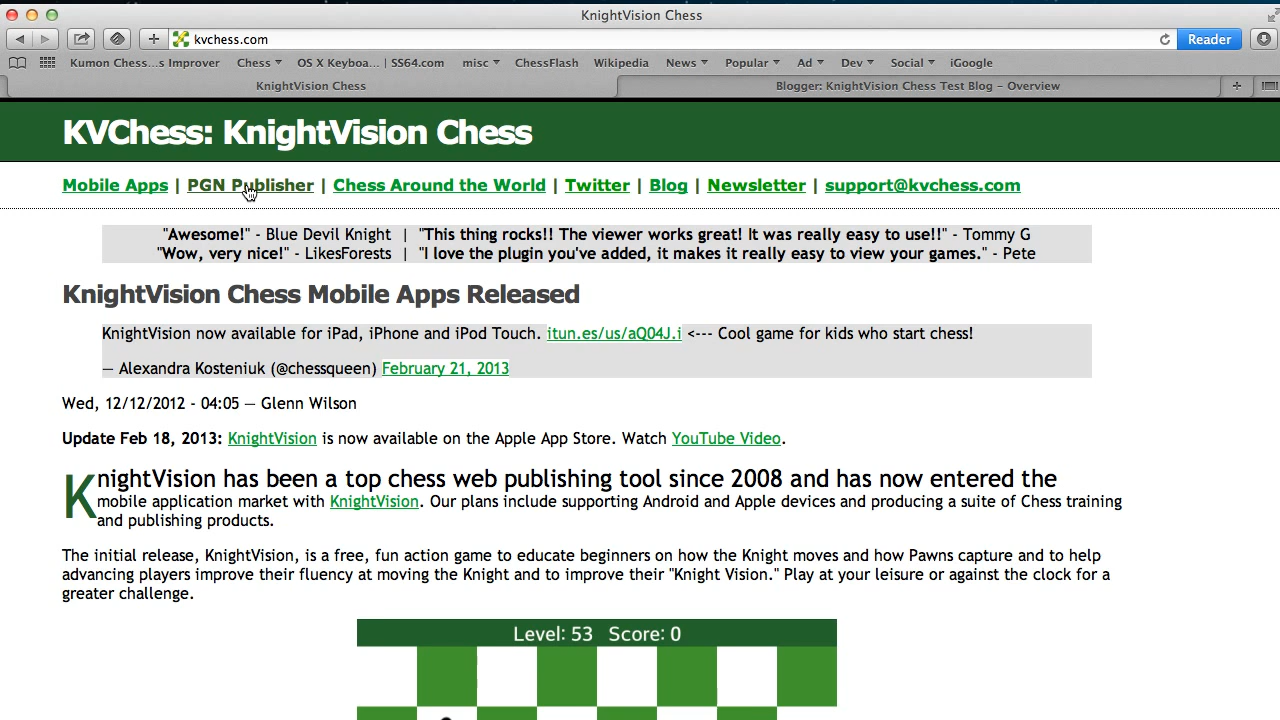 KnightVision Chess
kvchess.com
Reader
Kumon Chess...s Improver Chess OS X Keyboa... | SS64.com misc ChessFlash Wikipedia News Popular Ad Dev Social iGoogle
KnightVision Chess Blogger: KnightVision Chess Test Blog – Overview
KVChess: KnightVision Chess
Mobile Apps | PGN Publisher | Chess Around the World | Twitter | Blog | Newsletter | support@kvchess.com
"Awesome!" - Blue Devil Knight | "This thing rocks!! The viewer works great! It was really easy to use!!" - Tommy G
"Wow, very nice!" - LikesForests | "I love the plugin you've added, it makes it really easy to view your games." - Pete
KnightVision Chess Mobile Apps Released
KnightVision now available for iPad, iPhone and iPod Touch. itun.es/us/aQ04J.i <--- Cool game for kids who start chess!
— Alexandra Kosteniuk (@chessqueen) February 21, 2013
Wed, 12/12/2012 - 04:05 — Glenn Wilson
Update Feb 18, 2013: KnightVision is now available on the Apple App Store. Watch YouTube Video.
KnightVision has been a top chess web publishing tool since 2008 and has now entered the
mobile application market with KnightVision. Our plans include supporting Android and Apple devices and producing a suite of Chess training
and publishing products.
The initial release, KnightVision, is a free, fun action game to educate beginners on how the Knight moves and how Pawns capture and to help
advancing players improve their fluency at moving the Knight and to improve their "Knight Vision." Play at your leisure or against the clock for a
greater challenge.
Level: 53 Score: 0